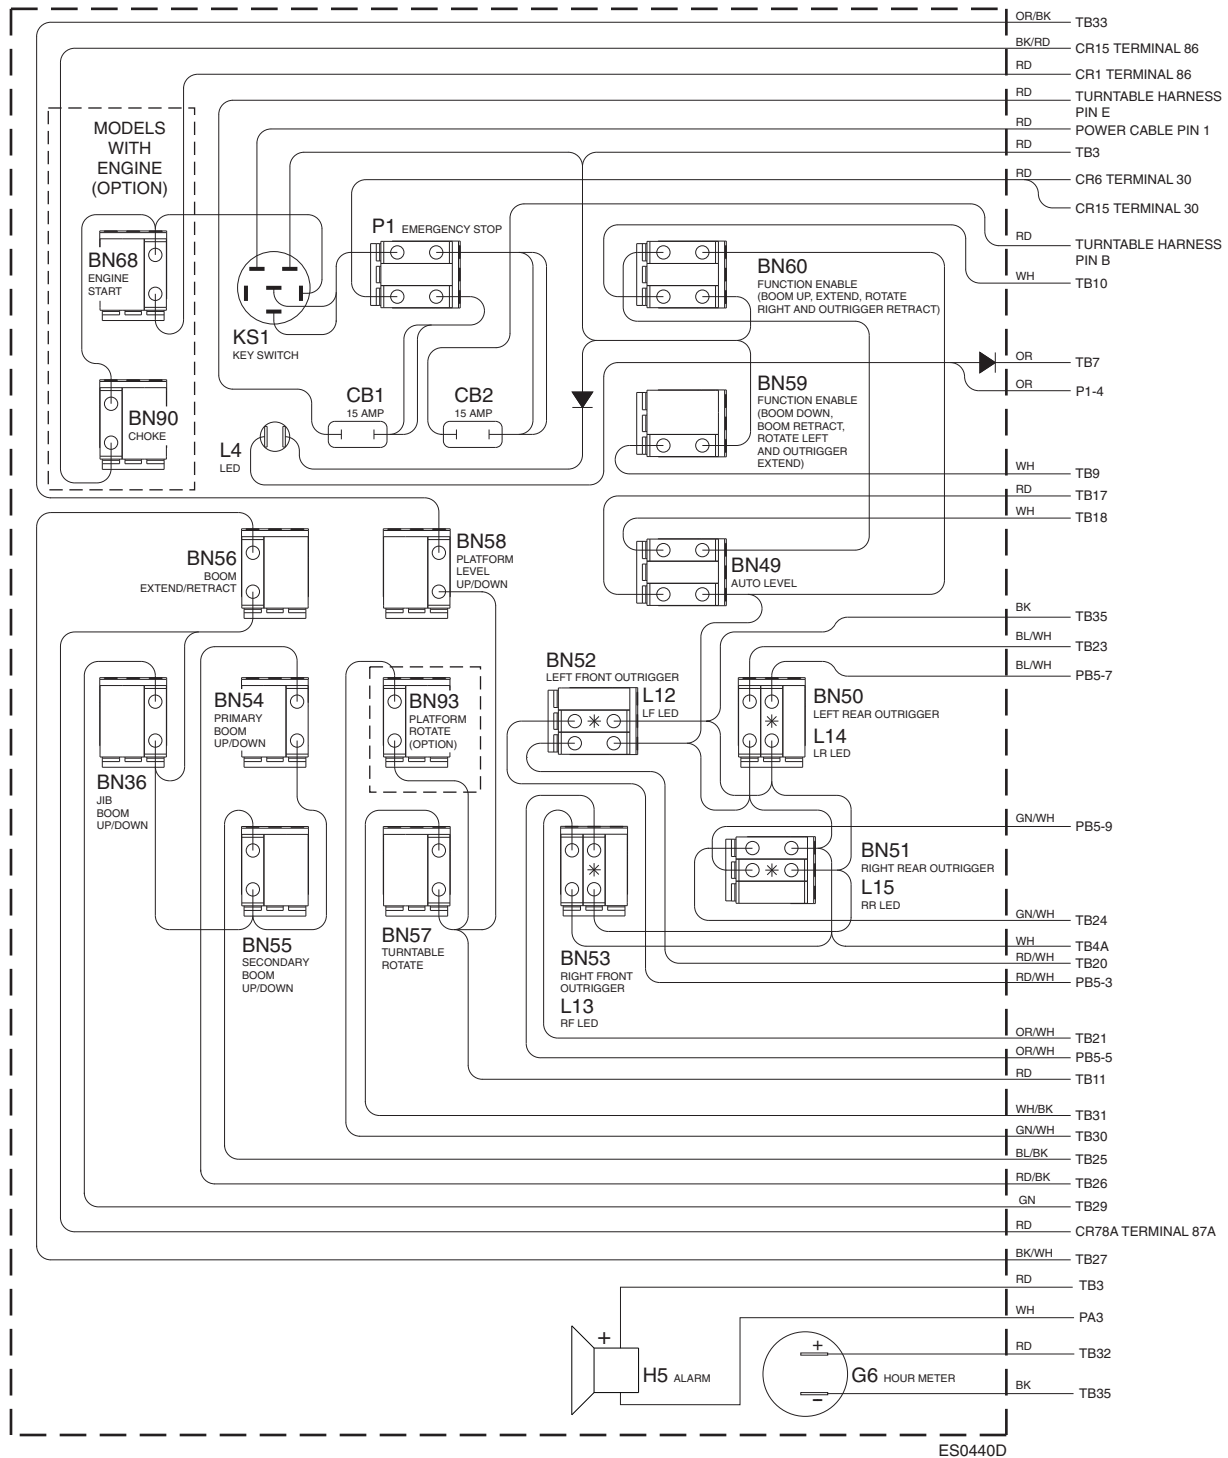 OR/BK TB33
BK/RD CR15 TERMINAL 86
RD CR1 TERMINAL 86
RD TURNTABLE HARNESS
PIN E
RD POWER CABLE PIN 1
RD TB3
RD CR6 TERMINAL 30
CR15 TERMINAL 30
RD TURNTABLE HARNESS
PIN B
WH TB10
OR TB7
OR P1-4
WH TB9
RD TB17
WH TB18
BK TB35
BL/WH TB23
BL/WH PB5-7
GN/WH PB5-9
GN/WH TB24
WH TB4A
RD/WH TB20
RD/WH PB5-3
OR/WH TB21
OR/WH PB5-5
RD TB11
WH/BK TB31
GN/WH TB30
BL/BK TB25
RD/BK TB26
GN TB29
RD CR78A TERMINAL 87A
BK/WH TB27
RD TB3
WH PA3
RD TB32
BK TB35
MODELS
WITH
ENGINE
(OPTION)
BN68
ENGINE
START
BN90
CHOKE
KS1
KEY SWITCH
P1 EMERGENCY STOP
CB1
15 AMP
CB2
15 AMP
L4
LED
BN60
FUNCTION ENABLE
(BOOM UP, EXTEND, ROTATE
RIGHT AND OUTRIGGER RETRACT)
BN59
FUNCTION ENABLE
(BOOM DOWN,
BOOM RETRACT,
ROTATE LEFT
AND OUTRIGGER
EXTEND)
BN56
BOOM
EXTEND/RETRACT
BN58
PLATFORM
LEVEL
UP/DOWN
BN49
AUTO LEVEL
BN36
JIB
BOOM
UP/DOWN
BN54
PRIMARY
BOOM
UP/DOWN
BN93
PLATFORM
ROTATE
(OPTION)
BN52
LEFT FRONT OUTRIGGER
L12
LF LED
BN50
LEFT REAR OUTRIGGER
L14
LR LED
BN55
SECONDARY
BOOM
UP/DOWN
BN57
TURNTABLE
ROTATE
BN53
RIGHT FRONT
OUTRIGGER
L13
RF LED
BN51
RIGHT REAR OUTRIGGER
L15
RR LED
+
H5 ALARM
+
−
G6 HOUR METER
ES0440D